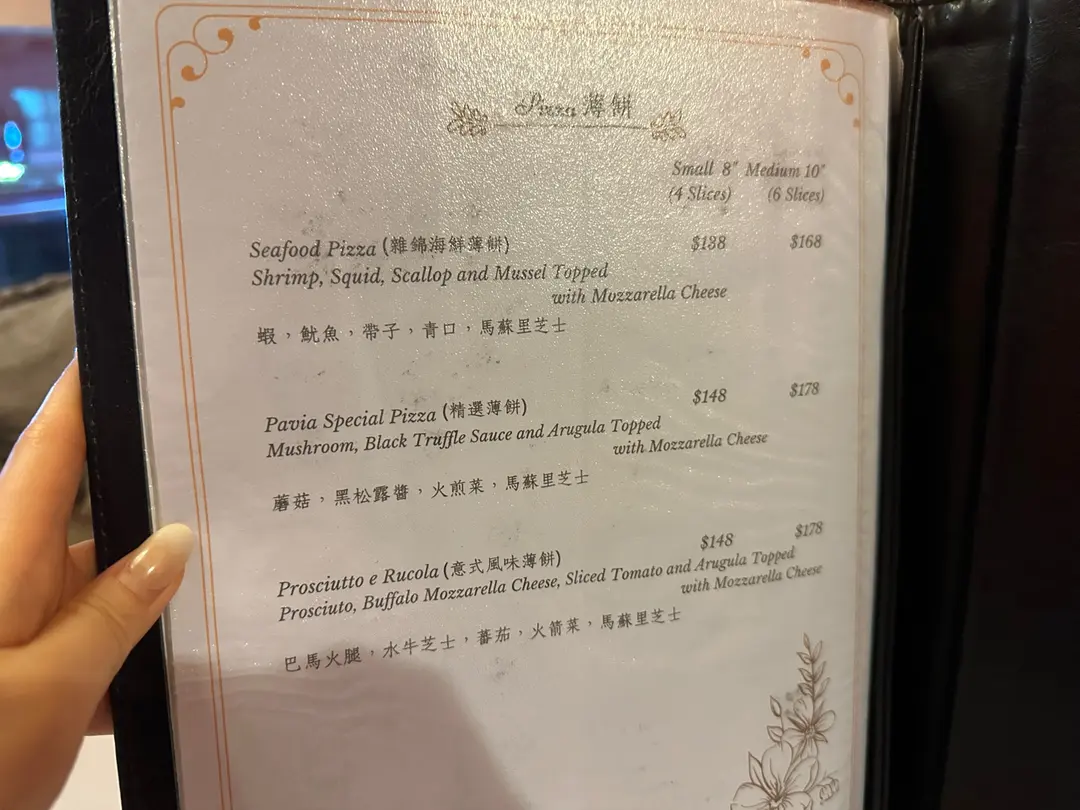 Pizza 薄餅
Small 8" Medium 10"
(4 Slices) (6 Slices)
Seafood Pizza (雜錦海鮮薄餅) $138 $168
Shrimp, Squid, Scallop and Mussel Topped
with Mozzarella Cheese
蝦，魷魚，帶子，青口，馬蘇里芝士
Pavia Special Pizza (精選薄餅) $148 $178
Mushroom, Black Truffle Sauce and Arugula Topped
with Mozzarella Cheese
蘑菇，黑松露醬，火煎菜，馬蘇里芝士
Prosciutto e Rucola (意式風味薄餅) $148 $178
Prosciuto, Buffalo Mozzarella Cheese, Sliced Tomato and Arugula Topped
with Mozzarella Cheese
巴馬火腿，水牛芝士，蕃茄，火箭菜，馬蘇里芝士